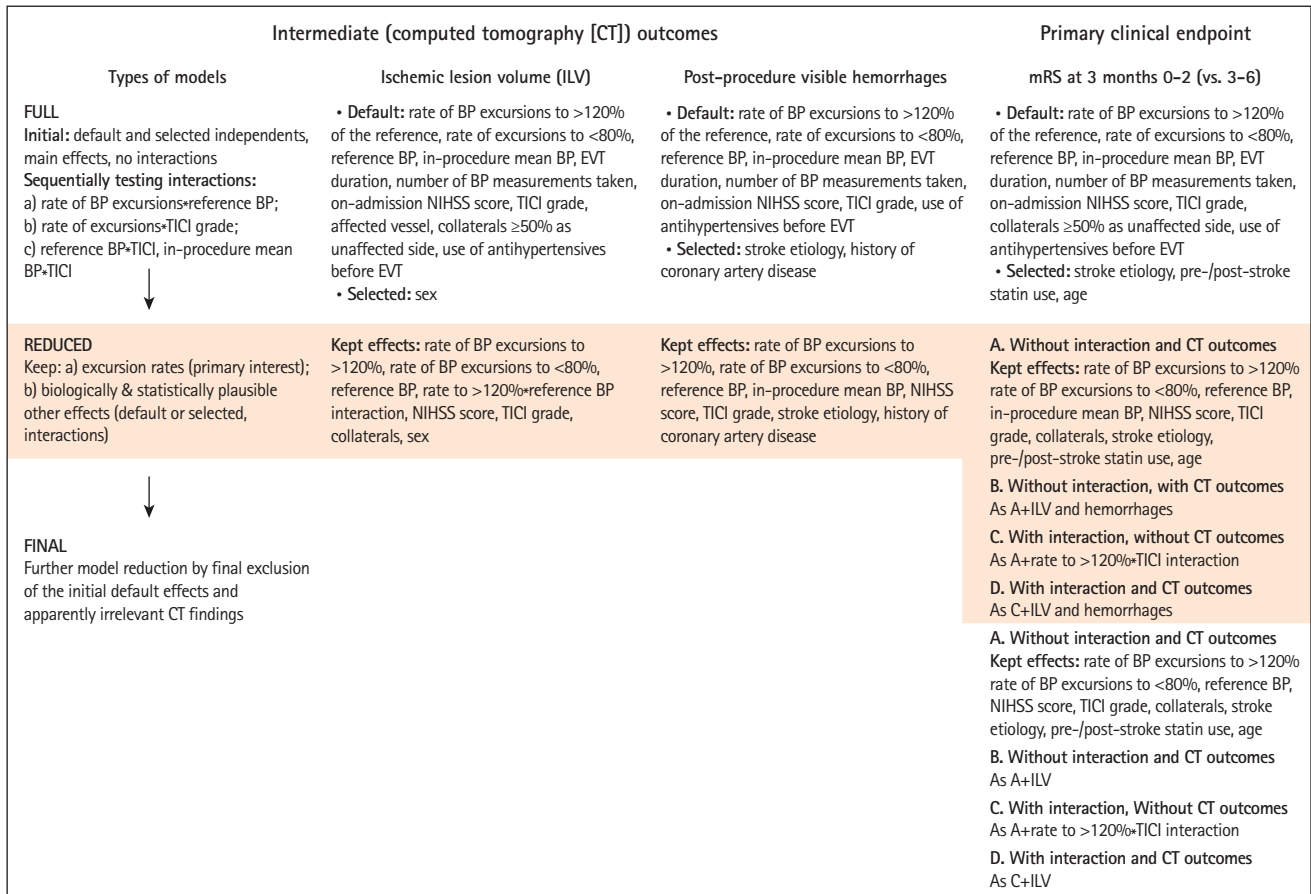 Intermediate (computed tomography [CT]) outcomes
Primary clinical endpoint
Types of models
Ischemic lesion volume (ILV)
Post-procedure visible hemorrhages
mRS at 3 months 0–2 (vs. 3–6)
FULL
Initial: default and selected independents,
main effects, no interactions
Sequentially testing interactions:
a) rate of BP excursions*reference BP;
b) rate of excursions*TICI grade;
c) reference BP*TICI, in-procedure mean
BP*TICI
• Default: rate of BP excursions to >120%
of the reference, rate of excursions to <80%,
reference BP, in-procedure mean BP, EVT
duration, number of BP measurements taken,
on-admission NIHSS score, TICI grade,
affected vessel, collaterals ≥50% as
unaffected side, use of antihypertensives
before EVT
• Selected: sex
• Default: rate of BP excursions to >120%
of the reference, rate of excursions to <80%,
reference BP, in-procedure mean BP, EVT
duration, number of BP measurements taken,
on-admission NIHSS score, TICI grade, use of
antihypertensives before EVT
• Selected: stroke etiology, history of
coronary artery disease
• Default: rate of BP excursions to >120%
of the reference, rate of excursions to <80%,
reference BP, in-procedure mean BP, EVT
duration, number of BP measurements taken,
on-admission NIHSS score, TICI grade,
collaterals ≥50% as unaffected side, use of
antihypertensives before EVT
• Selected: stroke etiology, pre-/post-stroke
statin use, age
REDUCED
Keep: a) excursion rates (primary interest);
b) biologically & statistically plausible
other effects (default or selected,
interactions)
Kept effects: rate of BP excursions to
>120%, rate of BP excursions to <80%,
reference BP, rate to >120%*reference BP
interaction, NIHSS score, TICI grade,
collaterals, sex
Kept effects: rate of BP excursions to
>120%, rate of BP excursions to <80%,
reference BP, in-procedure mean BP, NIHSS
score, TICI grade, stroke etiology, history of
coronary artery disease
A. Without interaction and CT outcomes
Kept effects: rate of BP excursions to >120%
rate of BP excursions to <80%, reference BP,
in-procedure mean BP, NIHSS score, TICI
grade, collaterals, stroke etiology,
pre-/post-stroke statin use, age
B. Without interaction, with CT outcomes
As A+ILV and hemorrhages
C. With interaction, without CT outcomes
As A+rate to >120%*TICI interaction
D. With interaction and CT outcomes
As C+ILV and hemorrhages
FINAL
Further model reduction by final exclusion
of the initial default effects and
apparently irrelevant CT findings
A. Without interaction and CT outcomes
Kept effects: rate of BP excursions to >120%
rate of BP excursions to <80%, reference BP,
NIHSS score, TICI grade, collaterals, stroke
etiology, pre-/post-stroke statin use, age
B. Without interaction and CT outcomes
As A+ILV
C. With interaction, Without CT outcomes
As A+rate to >120%*TICI interaction
D. With interaction and CT outcomes
As C+ILV